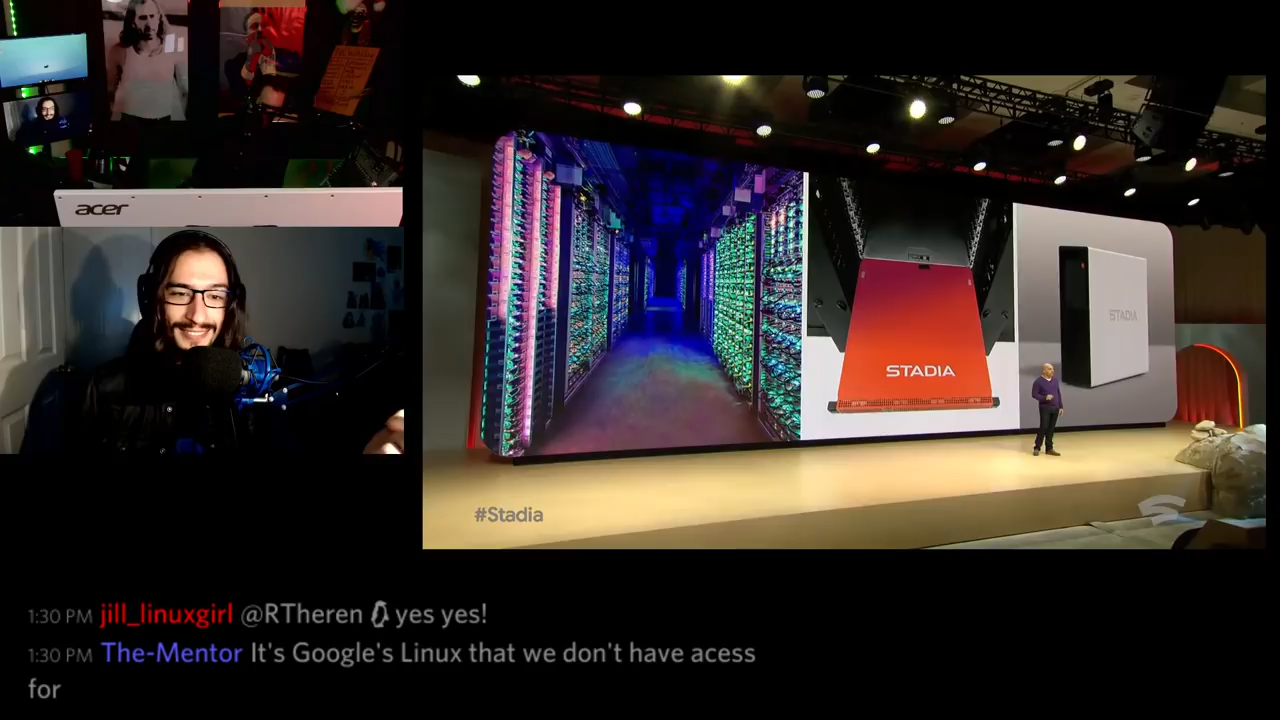 acer
STADIA
STADIA
#Stadia
1:30 PM jill_linuxgirl @RTheren yes yes!
1:30 PM The-Mentor It's Google's Linux that we don't have acess
for